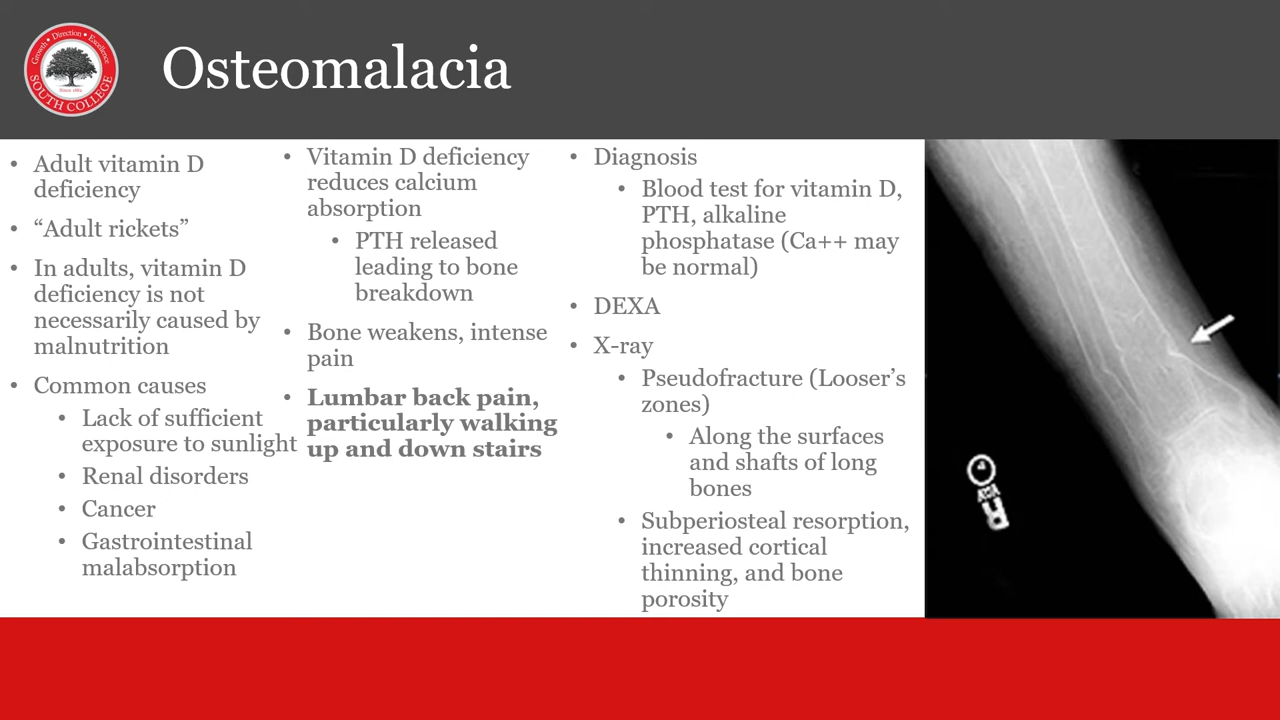 Growth • Direction • Excellence
Since 1882
SOUTH COLLEGE
Osteomalacia
• Adult vitamin D
deficiency
• “Adult rickets”
• In adults, vitamin D
deficiency is not
necessarily caused by
malnutrition
• Common causes
• Lack of sufficient
exposure to sunlight
• Renal disorders
• Cancer
• Gastrointestinal
malabsorption
• Vitamin D deficiency
reduces calcium
absorption
• PTH released
leading to bone
breakdown
• Bone weakens, intense
pain
• Lumbar back pain,
particularly walking
up and down stairs
• Diagnosis
• Blood test for vitamin D,
PTH, alkaline
phosphatase (Ca++ may
be normal)
• DEXA
• X-ray
• Pseudofracture (Looser’s
zones)
• Along the surfaces
and shafts of long
bones
• Subperiosteal resorption,
increased cortical
thinning, and bone
porosity
R